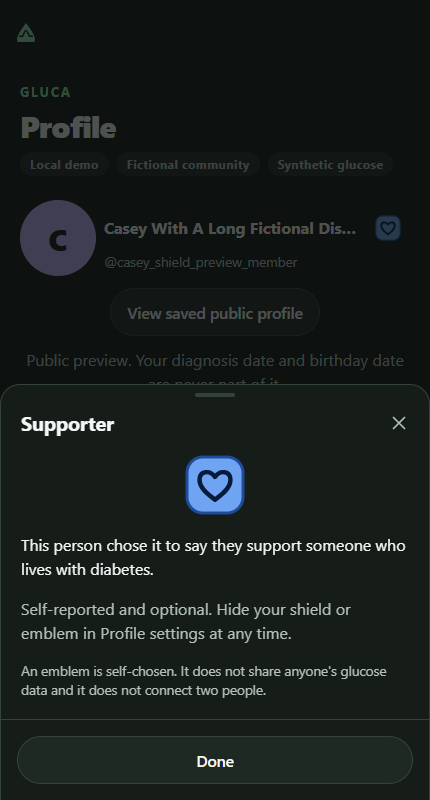 GLUCA
Profile
Local demo
Fictional community
Synthetic glucose
C
Casey With A Long Fictional Dis...
@casey_shield_preview_member
View saved public profile
Public preview. Your diagnosis date and birthday date
are never part of it.
Supporter
This person chose it to say they support someone who
lives with diabetes.
Self-reported and optional. Hide your shield or
emblem in Profile settings at any time.
An emblem is self-chosen. It does not share anyone's glucose
data and it does not connect two people.
Done